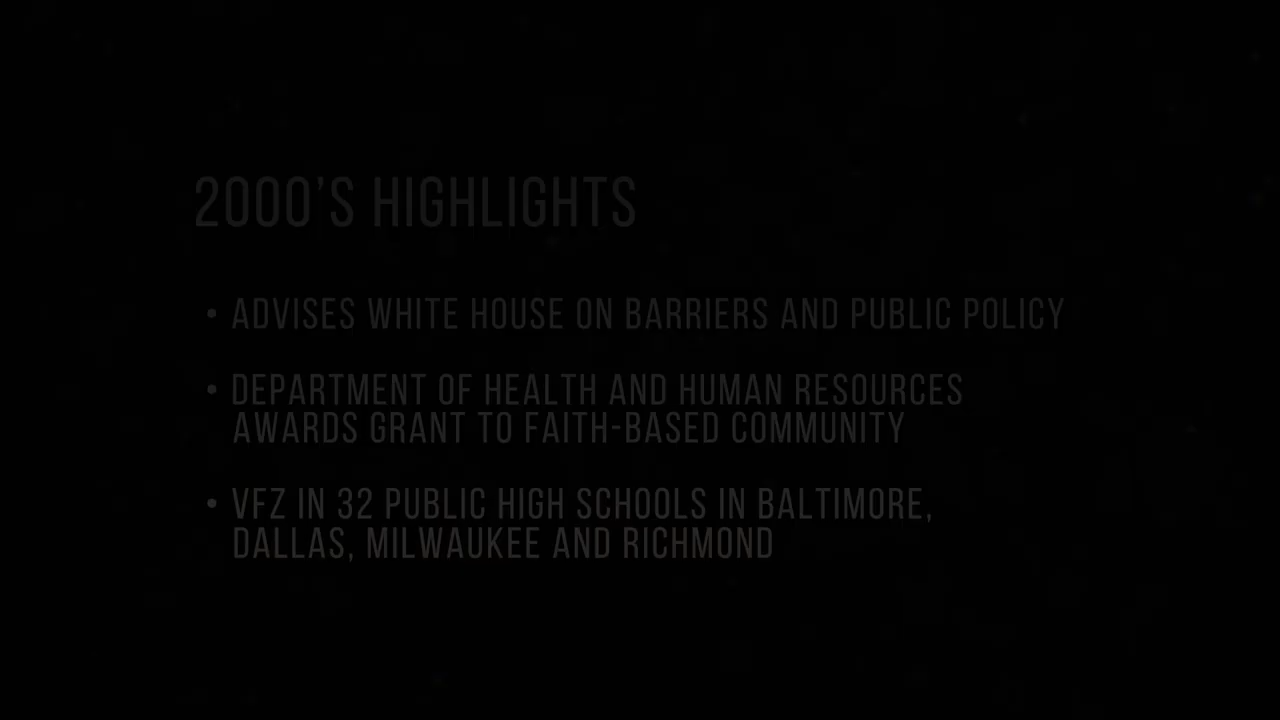 2000'S HIGHLIGHTS
• ADVISES WHITE HOUSE ON BARRIERS AND PUBLIC POLICY
• DEPARTMENT OF HEALTH AND HUMAN RESOURCES
AWARDS GRANT TO FAITH-BASED COMMUNITY
• VFZ IN 32 PUBLIC HIGH SCHOOLS IN BALTIMORE,
DALLAS, MILWAUKEE AND RICHMOND